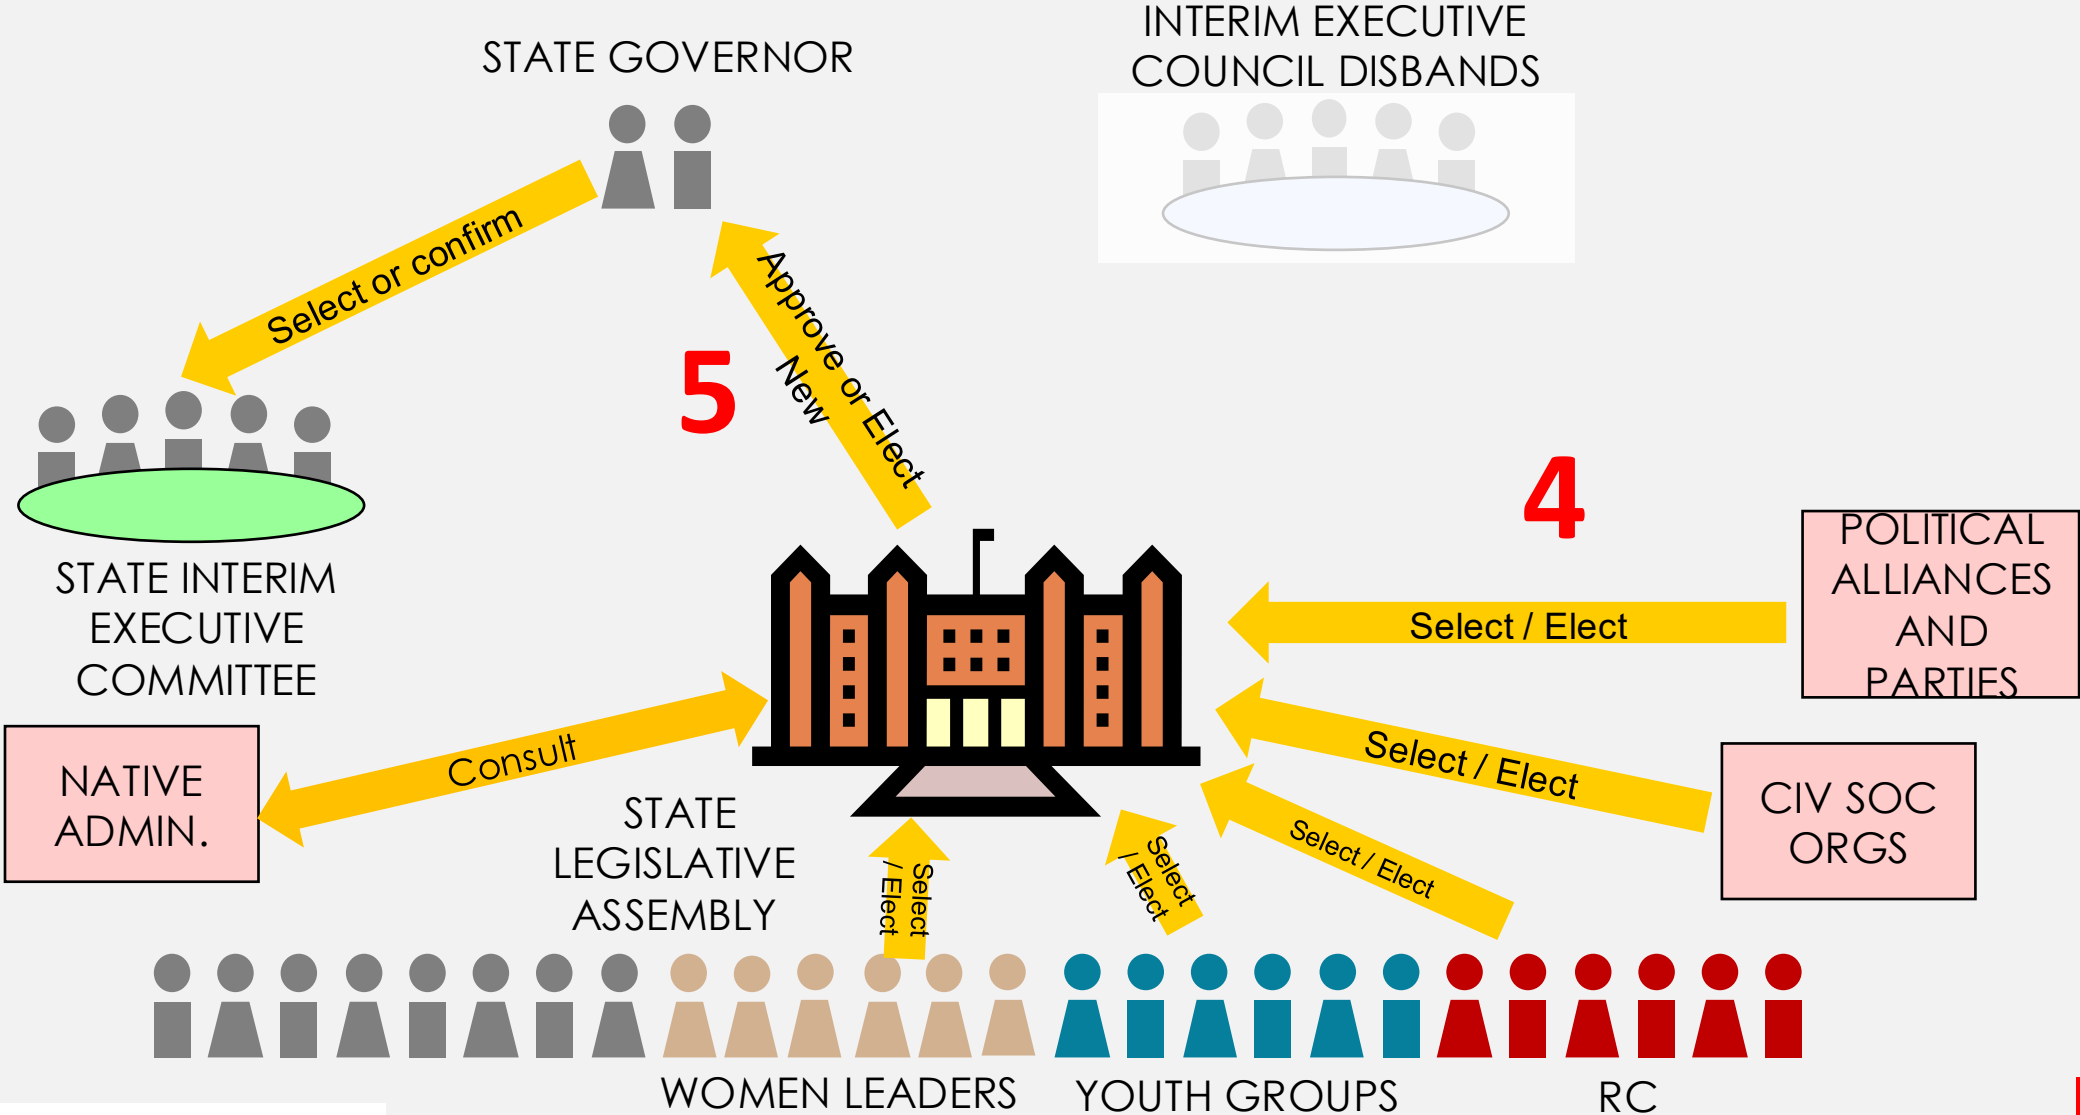 INTERIM EXECUTIVE
COUNCIL DISBANDS
STATE GOVERNOR
Select or confirm
Approve or Elect
New
5
4
STATE INTERIM
EXECUTIVE
COMMITTEE
POLITICAL
ALLIANCES
AND
PARTIES
Select / Elect
Select / Elect
CIV SOC
ORGS
NATIVE
ADMIN.
Consult
STATE
LEGISLATIVE
ASSEMBLY
Select
/ Elect
Select
/ Elect
Select / Elect
WOMEN LEADERS
YOUTH GROUPS
RC